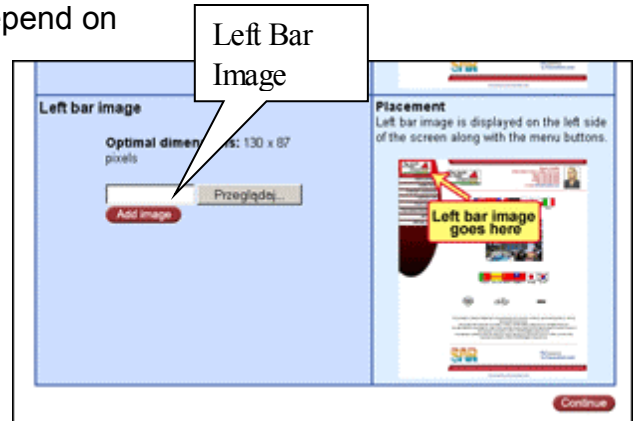 pend on
Left Bar
Image
Left bar image
Optimal dimen   s: 130 x 87
pixels
Przeglądaj...
Add image
Placement
Left bar image is displayed on the left side
of the screen along with the menu buttons.
Left bar image
goes here
Continue